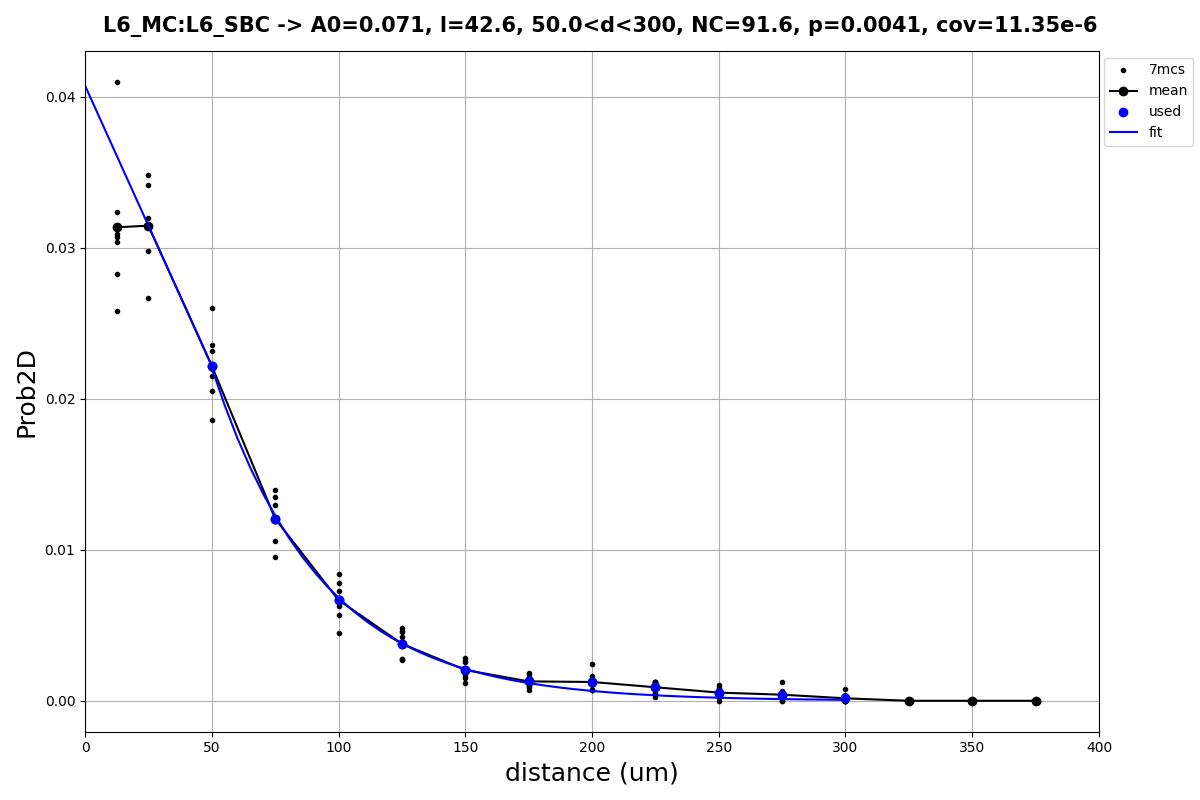 L6_MC:L6_SBC -> A0=0.071, l=42.6, 50.0<d<300, NC=91.6, p=0.0041, cov=11.35e-6
7mcs
mean
used
fit
0.04
0.03
0.02
0.01
0.00
Prob2D
0 50 100 150 200 250 300 350 400
distance (um)